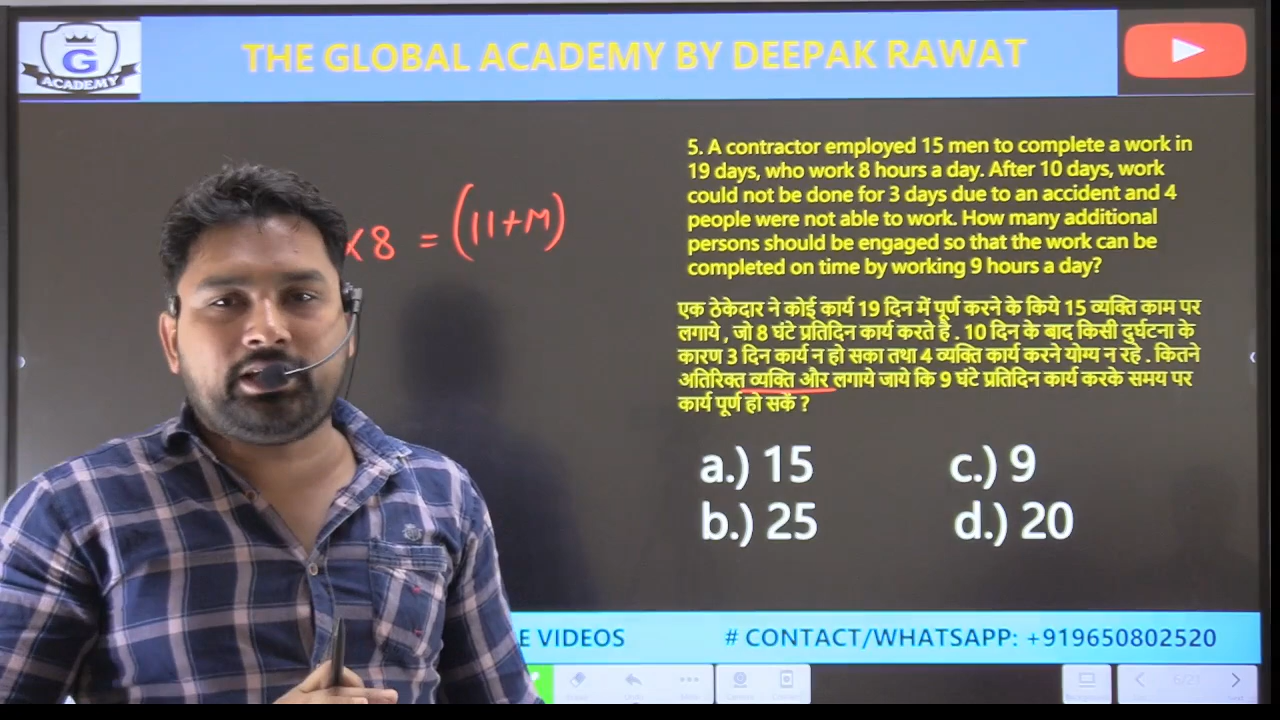 G
ACADEMY
THE GLOBAL ACADEMY BY DEEPAK RAWAT
5. A contractor employed 15 men to complete a work in
19 days, who work 8 hours a day. After 10 days, work
could not be done for 3 days due to an accident and 4
people were not able to work. How many additional
persons should be engaged so that the work can be
completed on time by working 9 hours a day?
×8 = (11+M)
एक ठेकेदार ने कोई कार्य 19 दिन में पूर्ण करने के किये 15 व्यक्ति काम पर
लगाये , जो 8 घंटे प्रतिदिन कार्य करते है . 10 दिन के बाद किसी दुर्घटना के
कारण 3 दिन कार्य न हो सका तथा 4 व्यक्ति कार्य करने योग्य न रहे . कितने
अतिरिक्त व्यक्ति और लगाये जाये कि 9 घंटे प्रतिदिन कार्य करके समय पर
कार्य पूर्ण हो सकें ?
a.) 15
c.) 9
b.) 25
d.) 20
E VIDEOS
# CONTACT/WHATSAPP: +919650802520